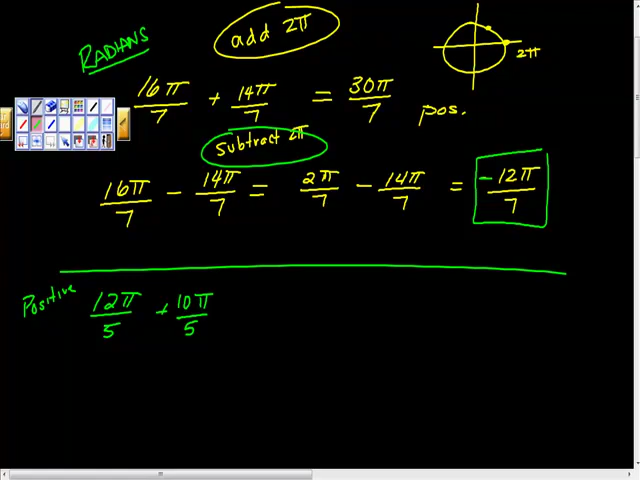 RADIANS
add 2π
2π
16π/7 + 14π/7 = 30π/7 pos.
subtract 2π
16π/7 − 14π/7 = 2π/7 − 14π/7 = −12π/7
Positive 12π/5 + 10π/5